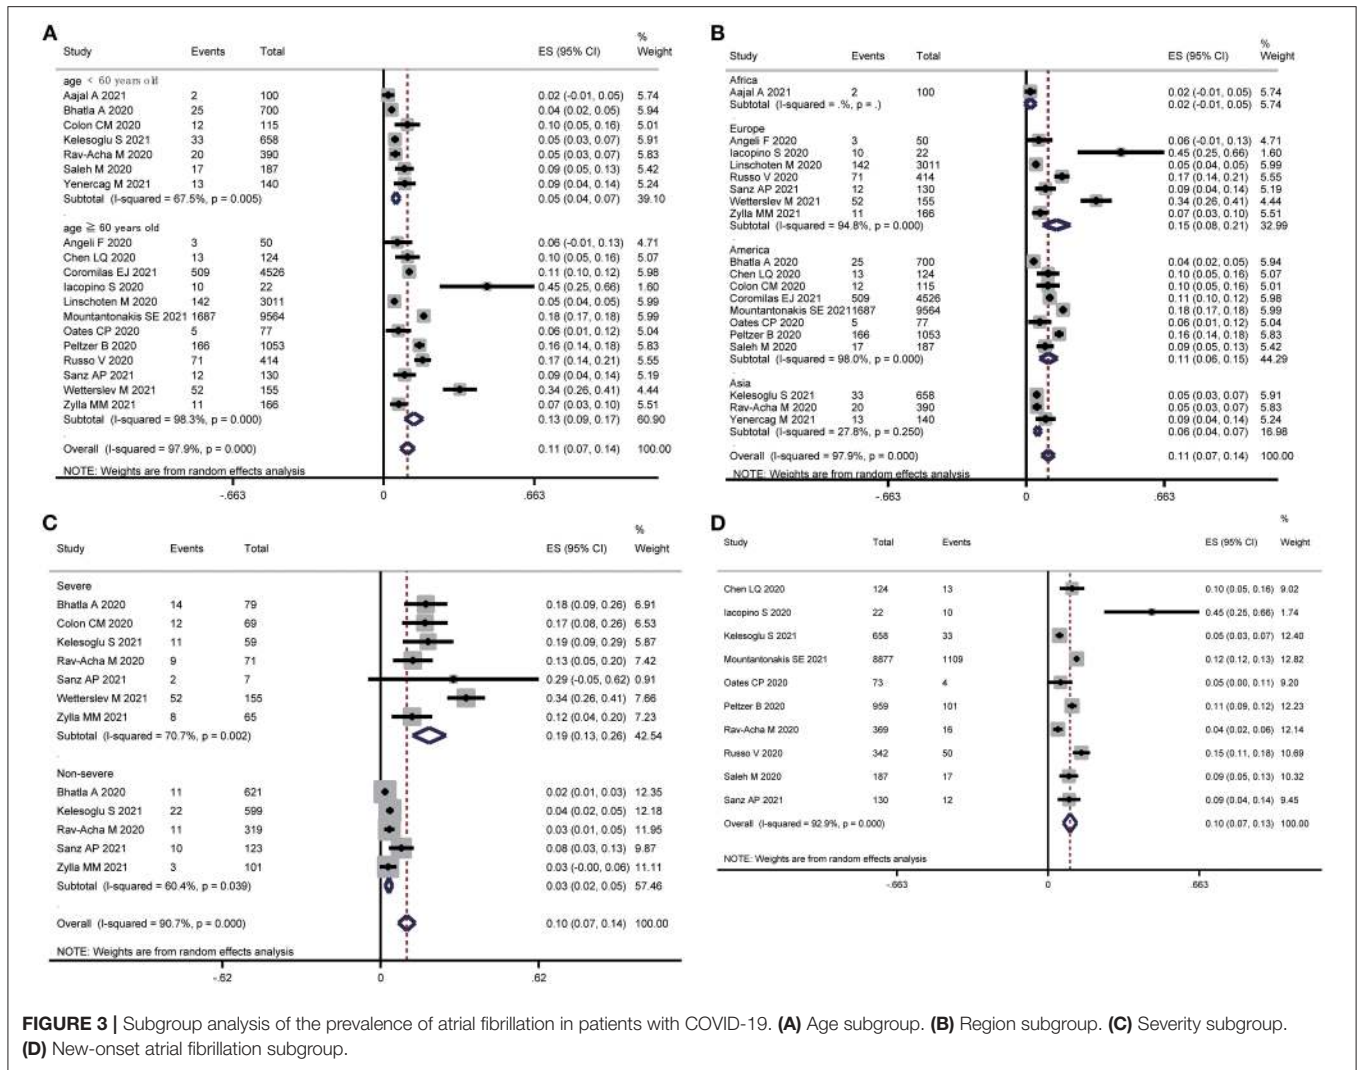 A
%
Study Events Total ES (95% CI) Weight
age < 60 years old
Aajal A 2021 2 100 0.02 (-0.01, 0.05) 5.74
Bhatla A 2020 25 700 0.04 (0.02, 0.05) 5.94
Colon CM 2020 12 115 0.10 (0.05, 0.16) 5.01
Kelesoglu S 2021 33 658 0.05 (0.03, 0.07) 5.91
Rav-Acha M 2020 20 390 0.05 (0.03, 0.07) 5.83
Saleh M 2020 17 187 0.09 (0.05, 0.13) 5.42
Yenercag M 2021 13 140 0.09 (0.04, 0.14) 5.24
Subtotal (I-squared = 67.5%, p = 0.005) 0.05 (0.04, 0.07) 39.10
.
age ≧ 60 years old
Angeli F 2020 3 50 0.06 (-0.01, 0.13) 4.71
Chen LQ 2020 13 124 0.10 (0.05, 0.16) 5.07
Coromilas EJ 2021 509 4526 0.11 (0.10, 0.12) 5.98
Iacopino S 2020 10 22 0.45 (0.25, 0.66) 1.60
Linschoten M 2020 142 3011 0.05 (0.04, 0.05) 5.99
Mountantonakis SE 2021 1687 9564 0.18 (0.17, 0.18) 5.99
Oates CP 2020 5 77 0.06 (0.01, 0.12) 5.04
Peltzer B 2020 166 1053 0.16 (0.14, 0.18) 5.83
Russo V 2020 71 414 0.17 (0.14, 0.21) 5.55
Sanz AP 2021 12 130 0.09 (0.04, 0.14) 5.19
Wetterslev M 2021 52 155 0.34 (0.26, 0.41) 4.44
Zylla MM 2021 11 166 0.07 (0.03, 0.10) 5.51
Subtotal (I-squared = 98.3%, p = 0.000) 0.13 (0.09, 0.17) 60.90
.
Overall (I-squared = 97.9%, p = 0.000) 0.11 (0.07, 0.14) 100.00
NOTE: Weights are from random effects analysis
-.663 0 .663
B
%
Study Events Total ES (95% CI) Weight
Africa
Aajal A 2021 2 100 0.02 (-0.01, 0.05) 5.74
Subtotal (I-squared = .%, p = .) 0.02 (-0.01, 0.05) 5.74
.
Europe
Angeli F 2020 3 50 0.06 (-0.01, 0.13) 4.71
Iacopino S 2020 10 22 0.45 (0.25, 0.66) 1.60
Linschoten M 2020 142 3011 0.05 (0.04, 0.05) 5.99
Russo V 2020 71 414 0.17 (0.14, 0.21) 5.55
Sanz AP 2021 12 130 0.09 (0.04, 0.14) 5.19
Wetterslev M 2021 52 155 0.34 (0.26, 0.41) 4.44
Zylla MM 2021 11 166 0.07 (0.03, 0.10) 5.51
Subtotal (I-squared = 94.8%, p = 0.000) 0.15 (0.08, 0.21) 32.99
.
America
Bhatla A 2020 25 700 0.04 (0.02, 0.05) 5.94
Chen LQ 2020 13 124 0.10 (0.05, 0.16) 5.07
Colon CM 2020 12 115 0.10 (0.05, 0.16) 5.01
Coromilas EJ 2021 509 4526 0.11 (0.10, 0.12) 5.98
Mountantonakis SE 2021 1687 9564 0.18 (0.17, 0.18) 5.99
Oates CP 2020 5 77 0.06 (0.01, 0.12) 5.04
Peltzer B 2020 166 1053 0.16 (0.14, 0.18) 5.83
Saleh M 2020 17 187 0.09 (0.05, 0.13) 5.42
Subtotal (I-squared = 98.0%, p = 0.000) 0.11 (0.06, 0.15) 44.29
.
Asia
Kelesoglu S 2021 33 658 0.05 (0.03, 0.07) 5.91
Rav-Acha M 2020 20 390 0.05 (0.03, 0.07) 5.83
Yenercag M 2021 13 140 0.09 (0.04, 0.14) 5.24
Subtotal (I-squared = 27.8%, p = 0.250) 0.06 (0.04, 0.07) 16.98
.
Overall (I-squared = 97.9%, p = 0.000) 0.11 (0.07, 0.14) 100.00
NOTE: Weights are from random effects analysis
-.663 0 .663
C
%
Study Events Total ES (95% CI) Weight
Severe
Bhatla A 2020 14 79 0.18 (0.09, 0.26) 6.91
Colon CM 2020 12 69 0.17 (0.08, 0.26) 6.53
Kelesoglu S 2021 11 59 0.19 (0.09, 0.29) 5.87
Rav-Acha M 2020 9 71 0.13 (0.05, 0.20) 7.42
Sanz AP 2021 2 7 0.29 (-0.05, 0.62) 0.91
Wetterslev M 2021 52 155 0.34 (0.26, 0.41) 7.66
Zylla MM 2021 8 65 0.12 (0.04, 0.20) 7.23
Subtotal (I-squared = 70.7%, p = 0.002) 0.19 (0.13, 0.26) 42.54
.
Non-severe
Bhatla A 2020 11 621 0.02 (0.01, 0.03) 12.35
Kelesoglu S 2021 22 599 0.04 (0.02, 0.05) 12.18
Rav-Acha M 2020 11 319 0.03 (0.01, 0.05) 11.95
Sanz AP 2021 10 123 0.08 (0.03, 0.13) 9.87
Zylla MM 2021 3 101 0.03 (-0.00, 0.06) 11.11
Subtotal (I-squared = 60.4%, p = 0.039) 0.03 (0.02, 0.05) 57.46
.
Overall (I-squared = 90.7%, p = 0.000) 0.10 (0.07, 0.14) 100.00
NOTE: Weights are from random effects analysis
-.62 0 .62
D
%
Study Total Events ES (95% CI) Weight
Chen LQ 2020 124 13 0.10 (0.05, 0.16) 9.02
Iacopino S 2020 22 10 0.45 (0.25, 0.66) 1.74
Kelesoglu S 2021 658 33 0.05 (0.03, 0.07) 12.40
Mountantonakis SE 2021 8877 1109 0.12 (0.12, 0.13) 12.82
Oates CP 2020 73 4 0.05 (0.00, 0.11) 9.20
Peltzer B 2020 959 101 0.11 (0.09, 0.12) 12.23
Rav-Acha M 2020 369 16 0.04 (0.02, 0.06) 12.14
Russo V 2020 342 50 0.15 (0.11, 0.18) 10.69
Saleh M 2020 187 17 0.09 (0.05, 0.13) 10.32
Sanz AP 2021 130 12 0.09 (0.04, 0.14) 9.45
Overall (I-squared = 92.9%, p = 0.000) 0.10 (0.07, 0.13) 100.00
NOTE: Weights are from random effects analysis
-.663 0 .663
FIGURE 3 | Subgroup analysis of the prevalence of atrial fibrillation in patients with COVID-19. (A) Age subgroup. (B) Region subgroup. (C) Severity subgroup.
(D) New-onset atrial fibrillation subgroup.